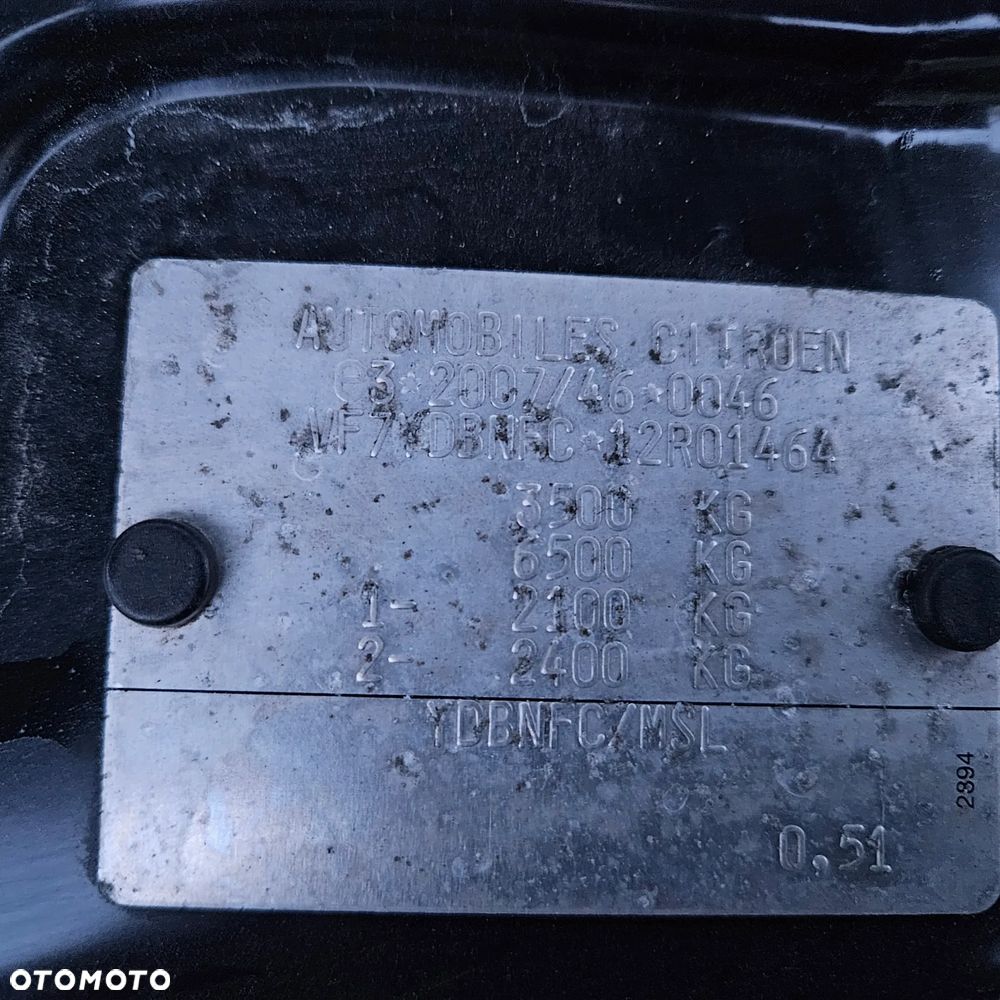 AUTOMOBILES CITROEN
e3*2007/46*0046
VF7YDBNFC*12R01464
3500 KG
6500 KG
1- 2100 KG
2- 2400 KG
YDBNFC/MSL
2394
0,51
OTOMOTO